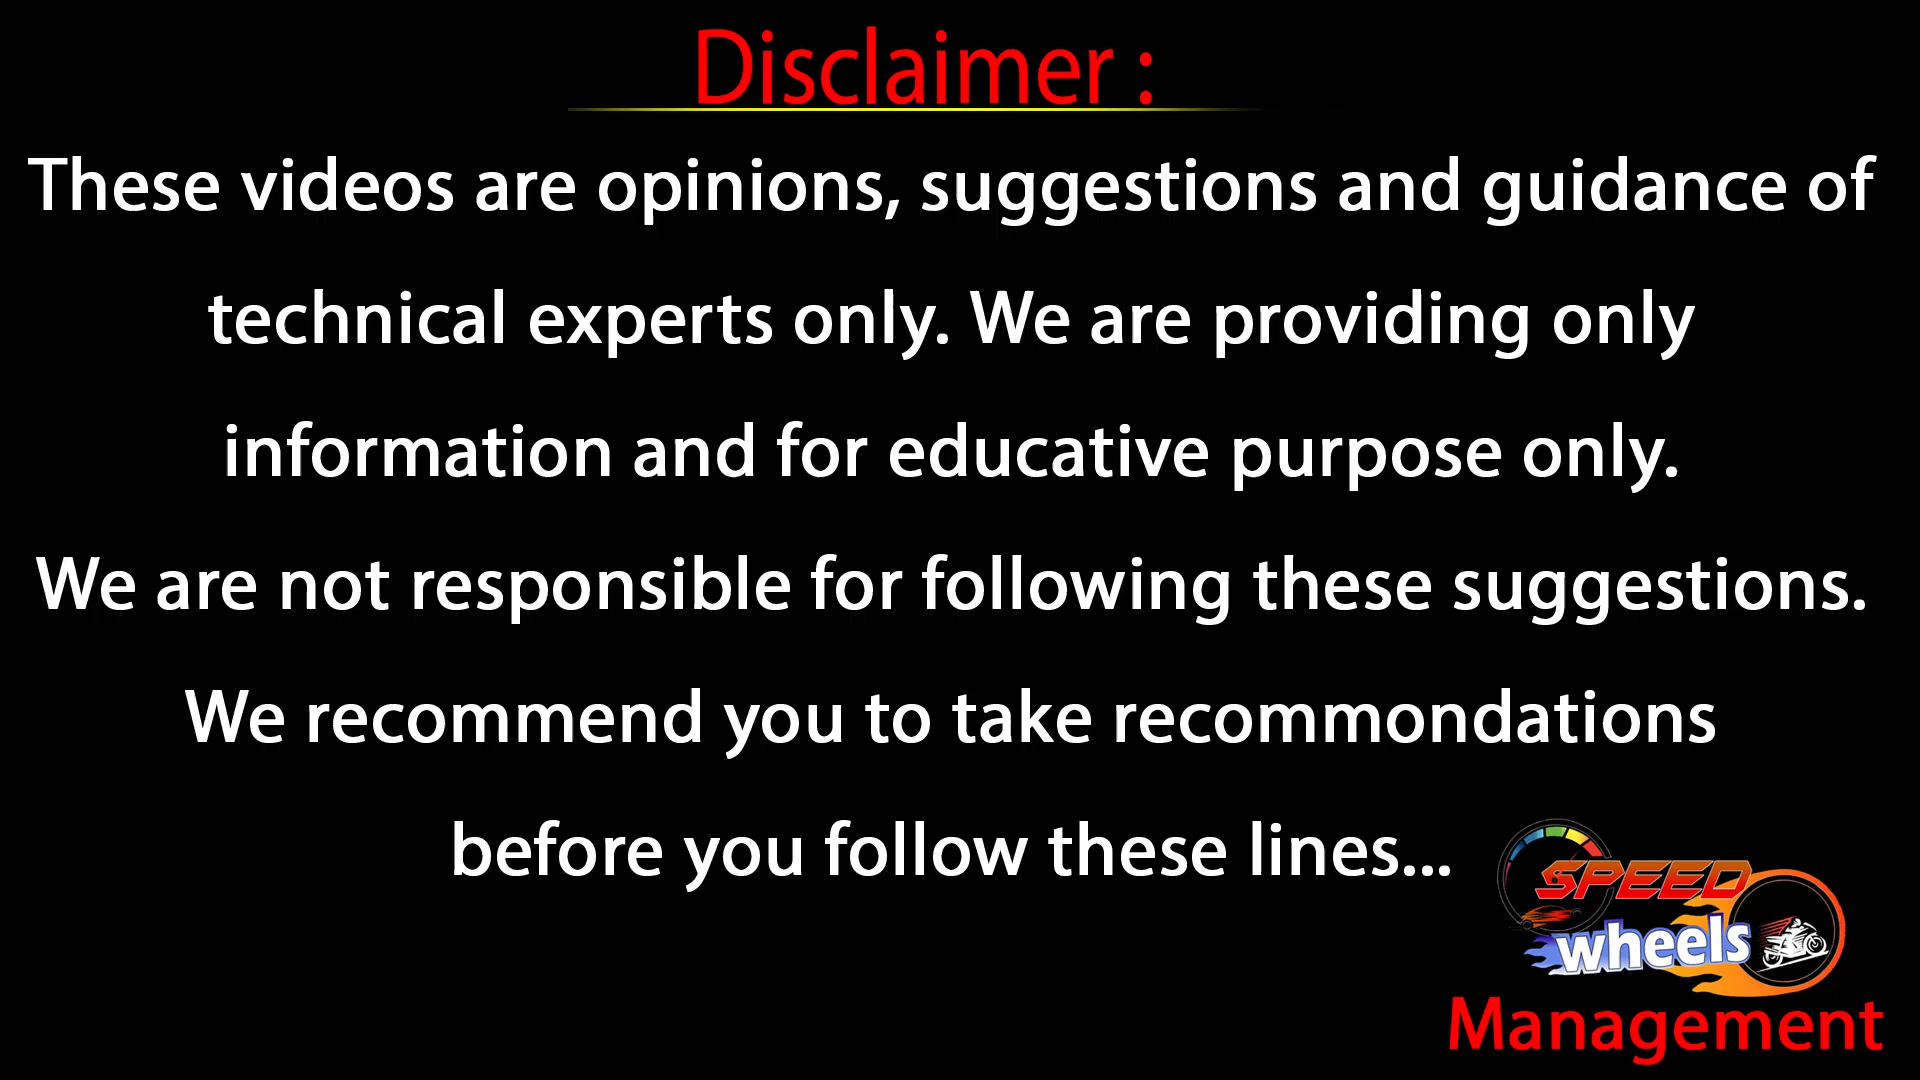 Disclaimer :
These videos are opinions, suggestions and guidance of
technical experts only. We are providing only
information and for educative purpose only.
We are not responsible for following these suggestions.
We recommend you to take recommondations
before you follow these lines...
SPEED
wheels
Management